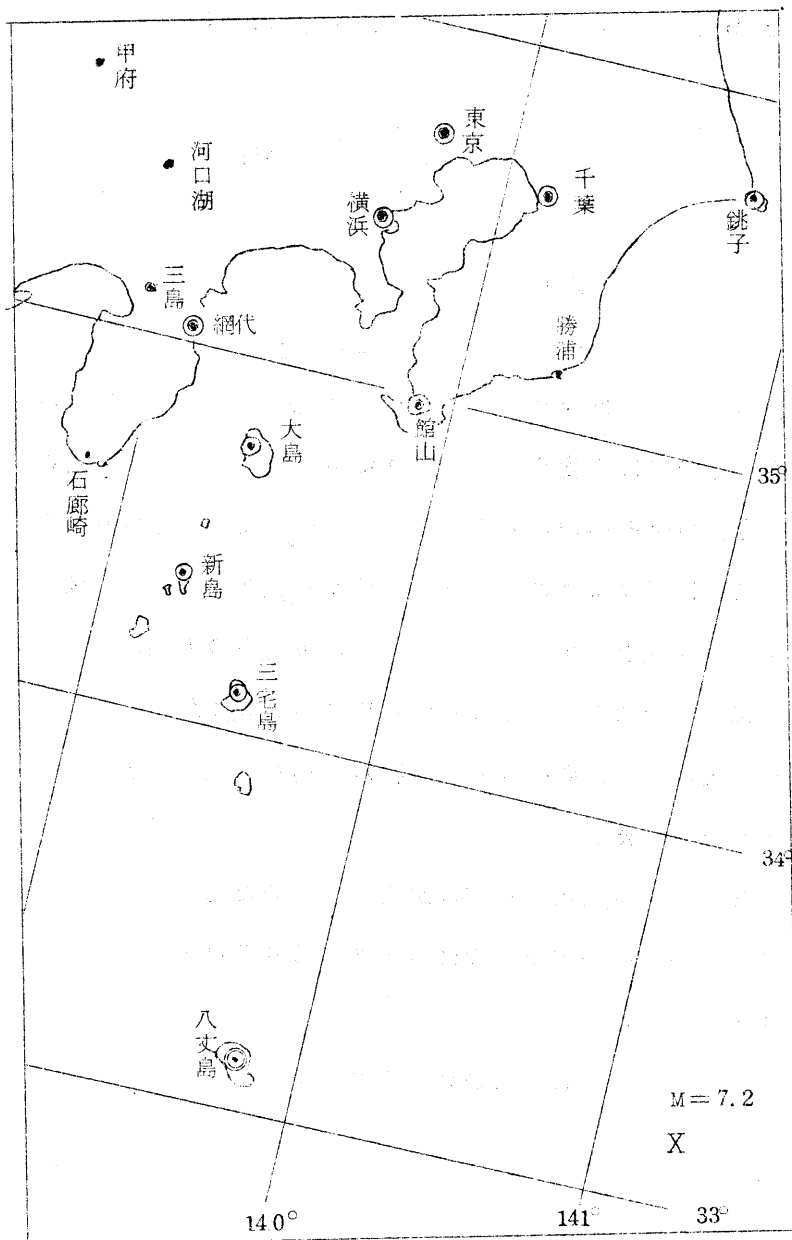 甲府
東京
河口湖
千葉
横浜
銚子
三島
網代
勝浦
館山
大島
35°
石廊崎
新島
三宅島
34°
八丈島
M=7.2
X
140°
141°
33°